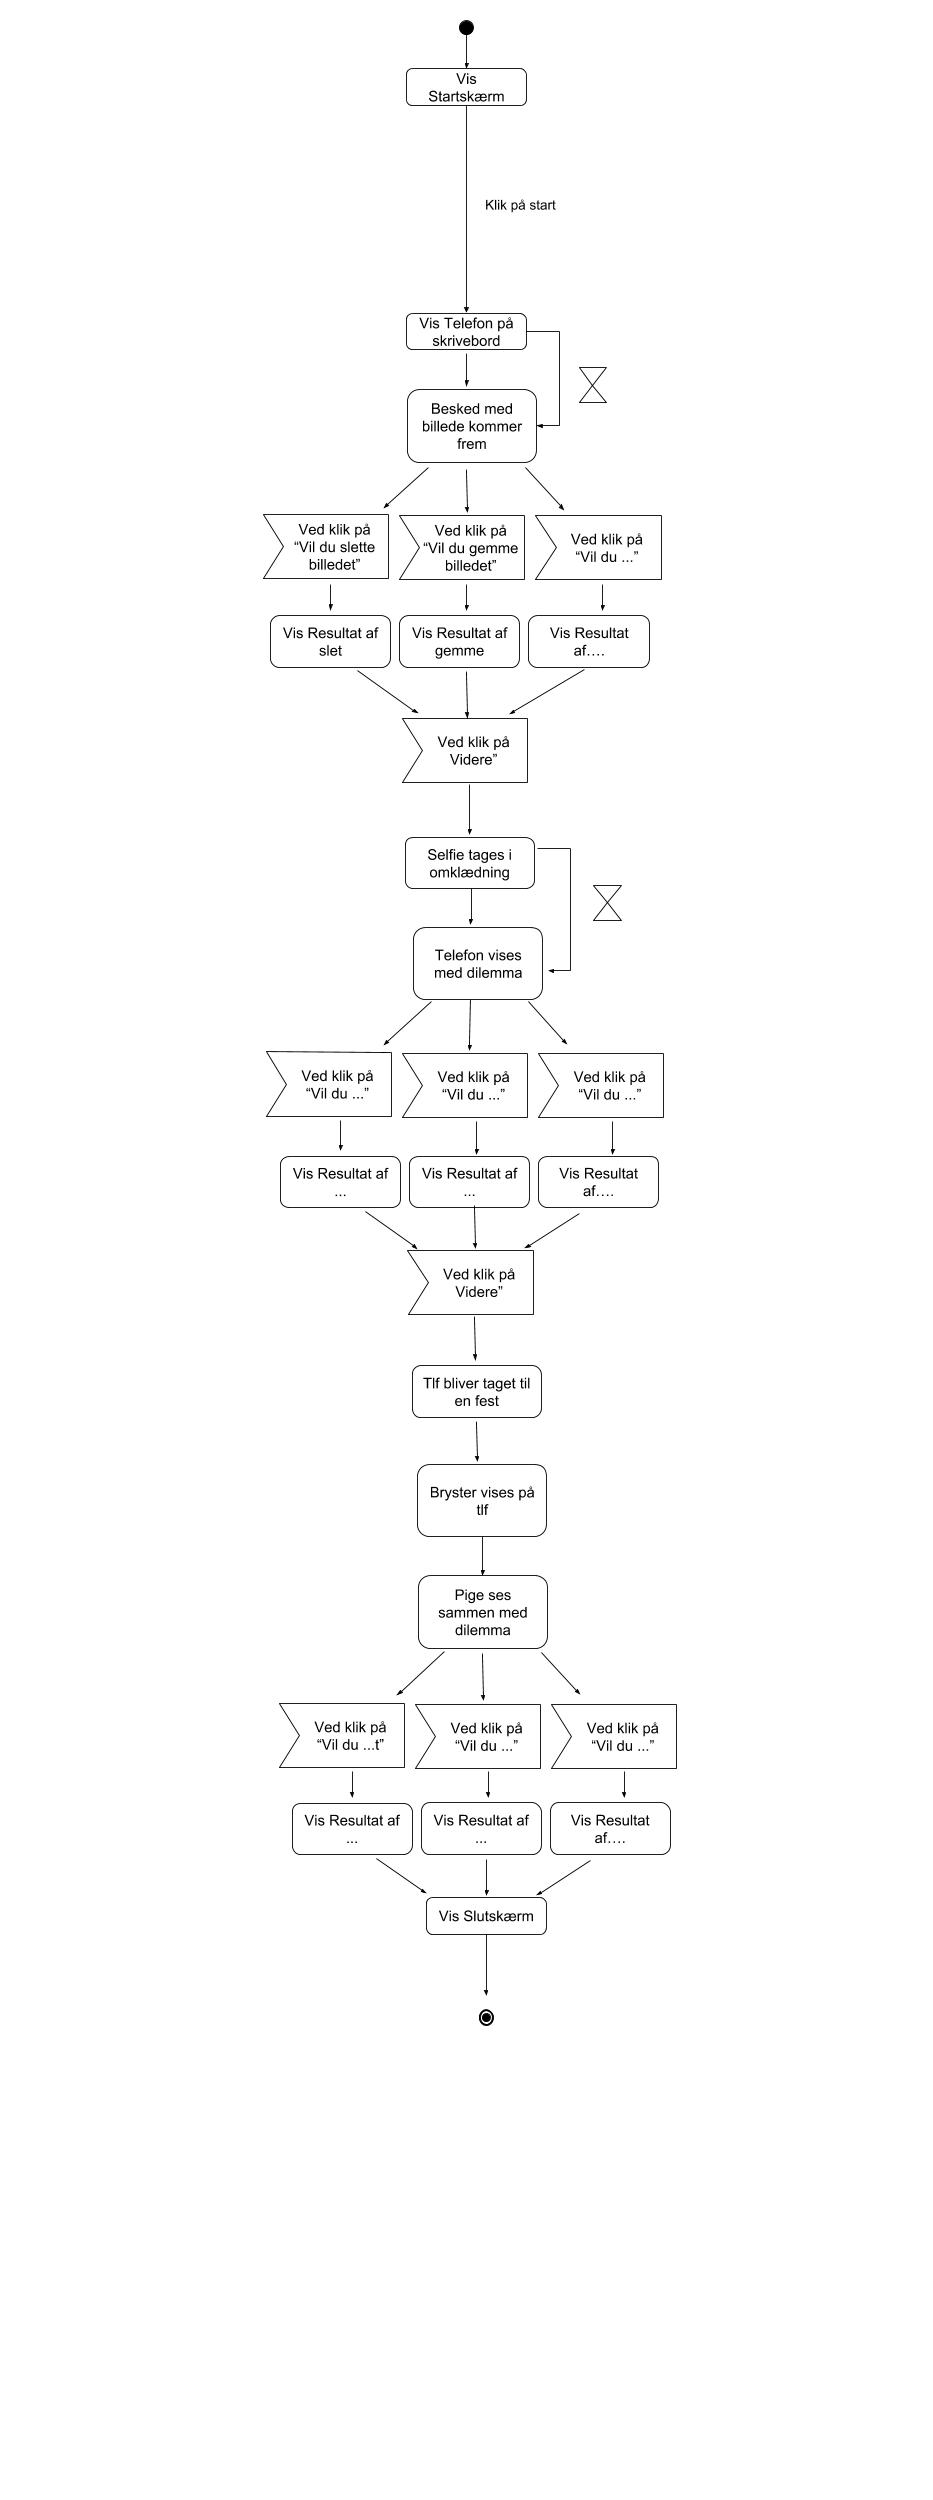 Vis
Startskærm
Klik på start
Vis Telefon på
skrivebord
Besked med
billede kommer
frem
Ved klik på
“Vil du slette
billedet”
Ved klik på
“Vil du gemme
billedet”
Ved klik på
“Vil du ...”
Vis Resultat af
slet
Vis Resultat af
gemme
Vis Resultat
af….
Ved klik på
Videre”
Selfie tages i
omklædning
Telefon vises
med dilemma
Ved klik på
“Vil du ...”
Ved klik på
“Vil du ...”
Ved klik på
“Vil du ...”
Vis Resultat af
...
Vis Resultat af
...
Vis Resultat
af….
Ved klik på
Videre”
Tlf bliver taget til
en fest
Bryster vises på
tlf
Pige ses
sammen med
dilemma
Ved klik på
“Vil du ...t”
Ved klik på
“Vil du ...”
Ved klik på
“Vil du ...”
Vis Resultat af
...
Vis Resultat af
...
Vis Resultat
af….
Vis Slutskærm